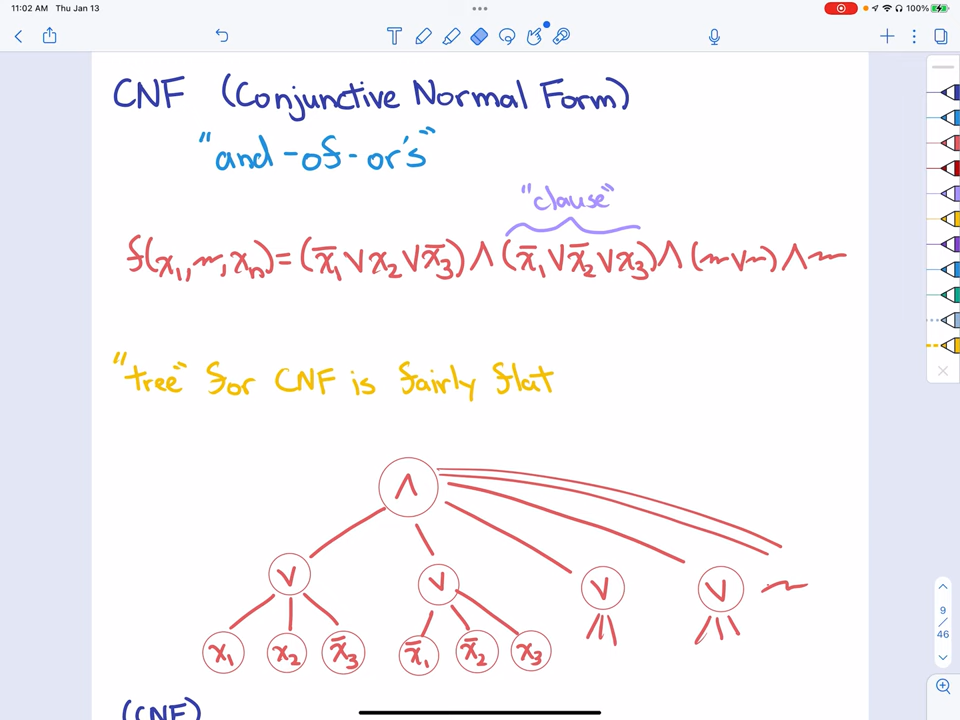 11:02 AM Thu Jan 13
100%
CNF (Conjunctive Normal Form)
"and-of-or's"
"clause"
f(x₁, ~, xₙ) = (x̄₁ ∨ x₂ ∨ x̄₃) ∧ (x̄₁ ∨ x̄₂ ∨ x₃) ∧ (~ ∨ ~) ∧ ~
"tree" for CNF is fairly flat
∧
∨ ∨ ∨ ∨ ~
x₁ x₂ x̄₃ x̄₁ x̄₂ x₃
9
/
46
(CNF)